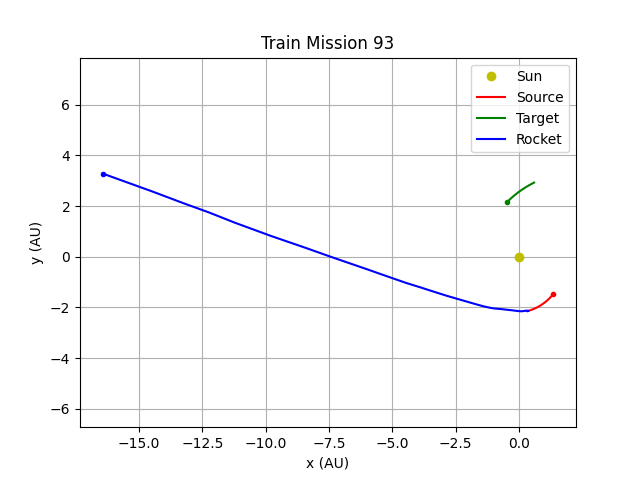 Train Mission 93
Sun
Source
Target
Rocket
6
4
2
0
−2
−4
−6
y (AU)
−15.0 −12.5 −10.0 −7.5 −5.0 −2.5 0.0
x (AU)